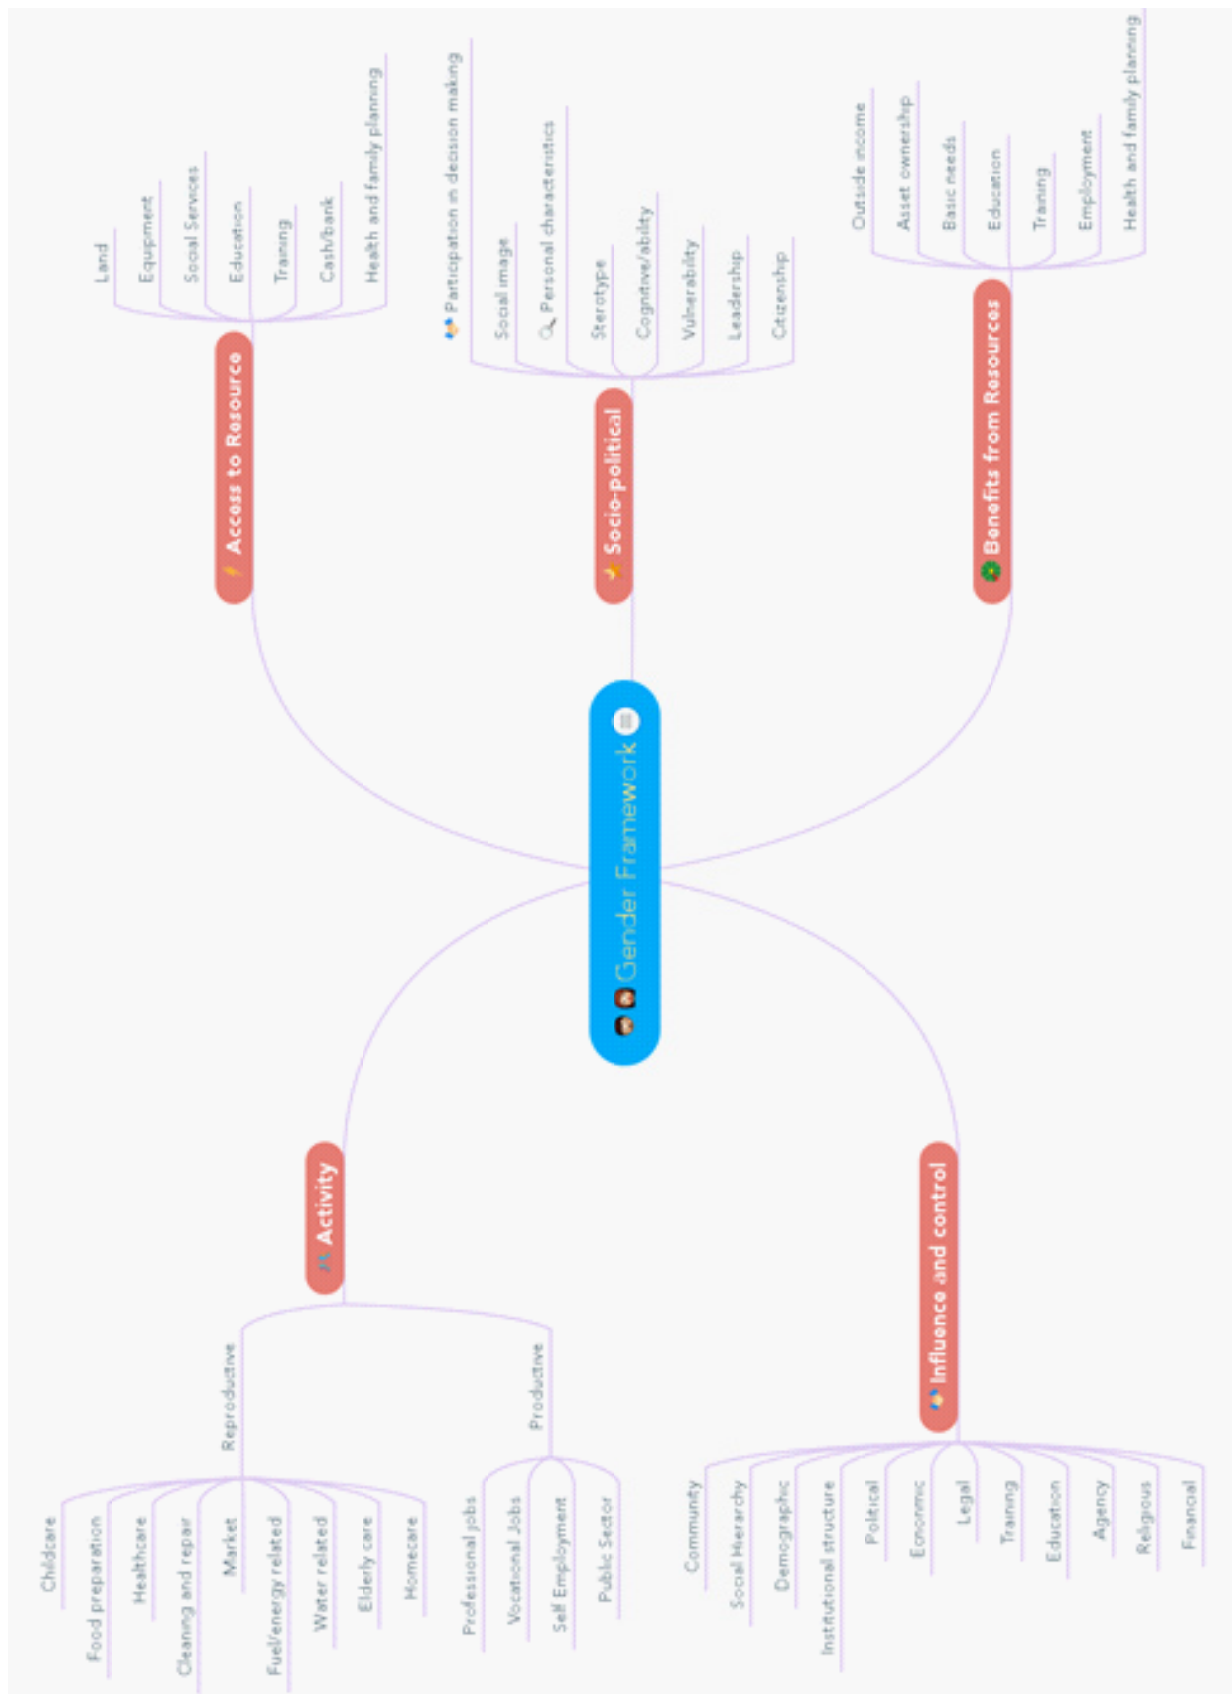 Gender Framework
Activity
Reproductive
Childcare
Food preparation
Healthcare
Cleaning and repair
Market
Fuel/energy related
Water related
Elderly care
Homecare
Productive
Professional jobs
Vocational Jobs
Self Employment
Public Sector
Influence and control
Community
Social Hierarchy
Demographic
Institutional structure
Political
Economic
Legal
Training
Education
Agency
Religious
Financial
Access to Resource
Land
Equipment
Social Services
Education
Training
Cash/bank
Health and family planning
Socio-political
Participation in decision making
Social image
Personal characteristics
Sterotype
Cognitive/ability
Vulnerability
Leadership
Citizenship
Benefits from Resources
Outside income
Asset ownership
Basic needs
Education
Training
Employment
Health and family planning